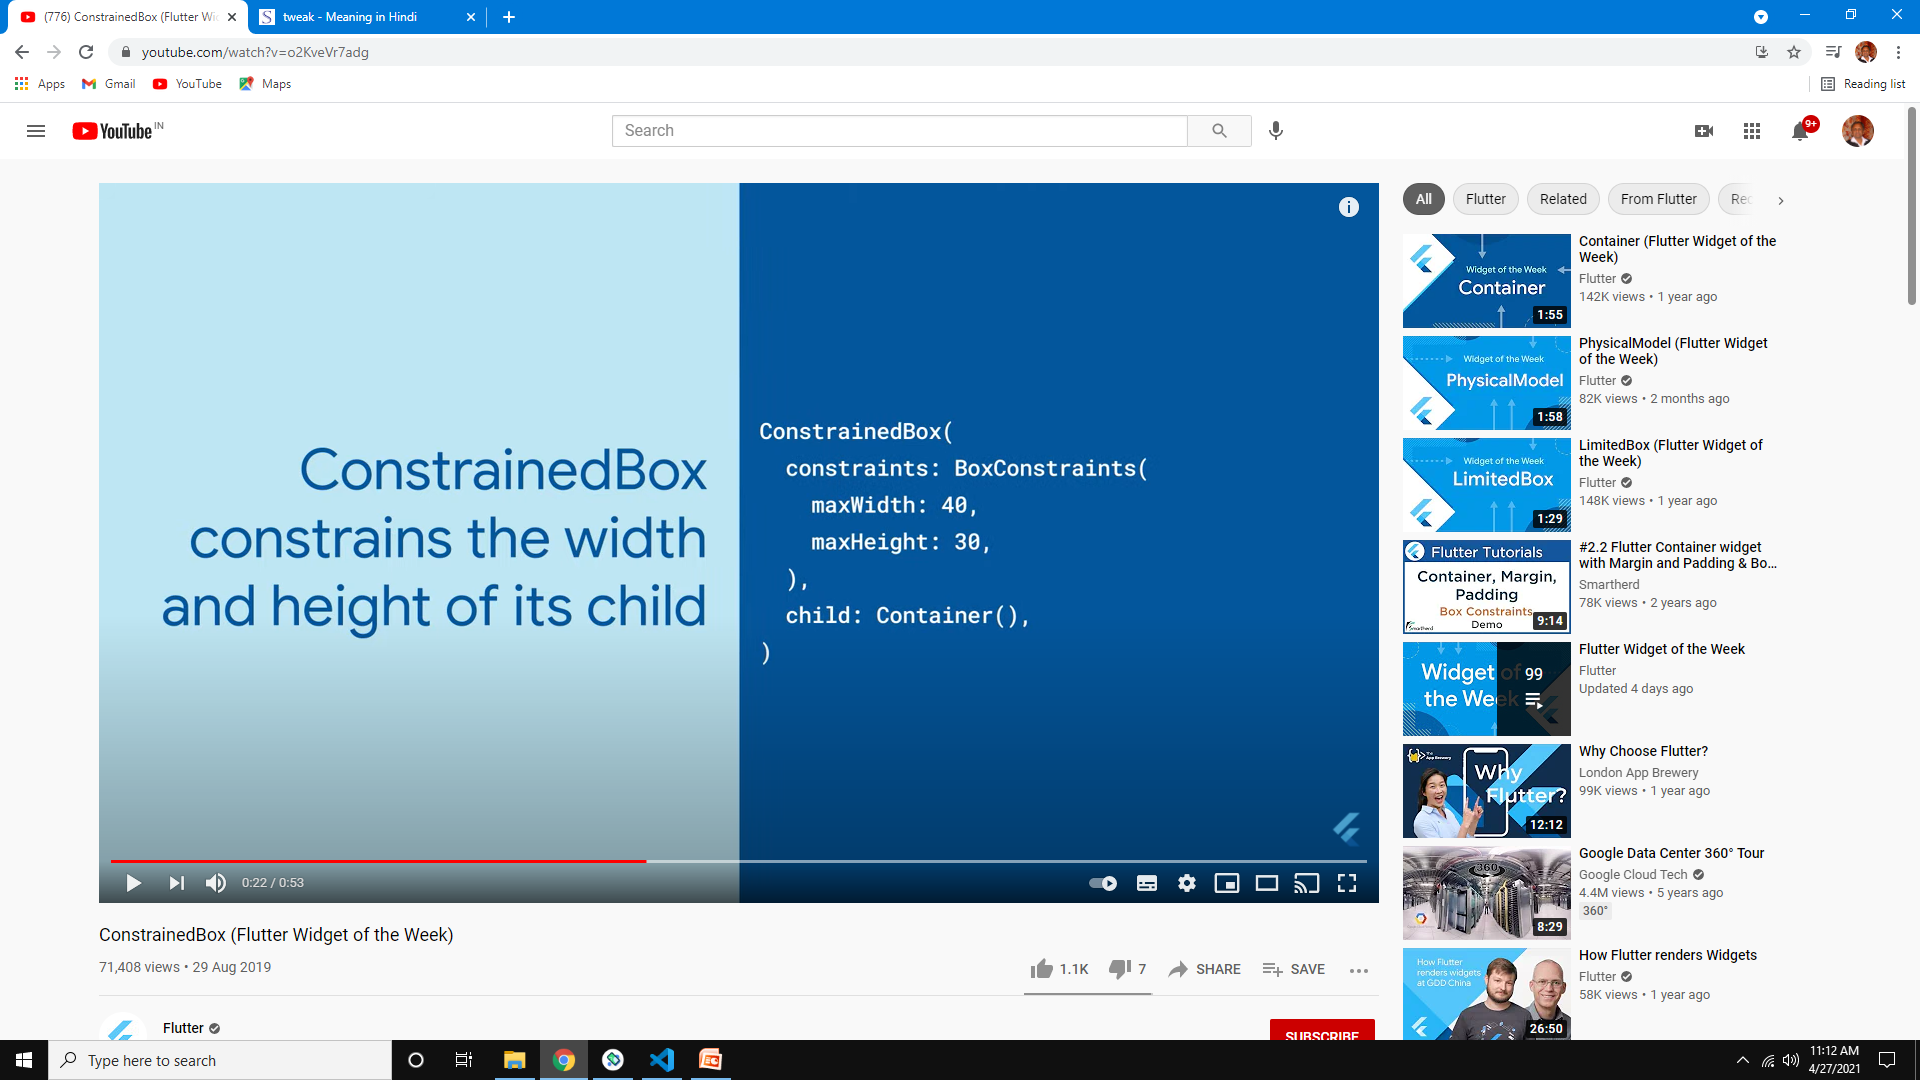 (776) ConstrainedBox (Flutter Wi
tweak - Meaning in Hindi
youtube.com/watch?v=o2KveVr7adg
Apps
Gmail
YouTube
Maps
Reading list
YouTube IN
Search
9+
ConstrainedBox
constrains the width
and height of its child
ConstrainedBox(
constraints: BoxConstraints(
maxWidth: 40,
maxHeight: 30,
),
child: Container(),
)
0:22 / 0:53
ConstrainedBox (Flutter Widget of the Week)
71,408 views • 29 Aug 2019
1.1K
7
SHARE
SAVE
Flutter
SUBSCRIBE
All
Flutter
Related
From Flutter
Widget of the Week
Container
1:55
Container (Flutter Widget of the
Week)
Flutter
142K views • 1 year ago
Widget of the Week
PhysicalModel
1:58
PhysicalModel (Flutter Widget
of the Week)
Flutter
82K views • 2 months ago
Widget of the Week
LimitedBox
1:29
LimitedBox (Flutter Widget of
the Week)
Flutter
148K views • 1 year ago
Flutter Tutorials
Container, Margin,
Padding
Box Constraints
Demo
Smartherd
9:14
#2.2 Flutter Container widget
with Margin and Padding & Bo...
Smartherd
78K views • 2 years ago
Widget of
the Week
99
Flutter Widget of the Week
Flutter
Updated 4 days ago
The
App Brewery
Why
Flutter?
12:12
Why Choose Flutter?
London App Brewery
99K views • 1 year ago
360
8:29
Google Data Center 360° Tour
Google Cloud Tech
4.4M views • 5 years ago
360°
How Flutter
renders widgets
at GDD China
26:50
How Flutter renders Widgets
Flutter
58K views • 1 year ago
Type here to search
11:12 AM
4/27/2021